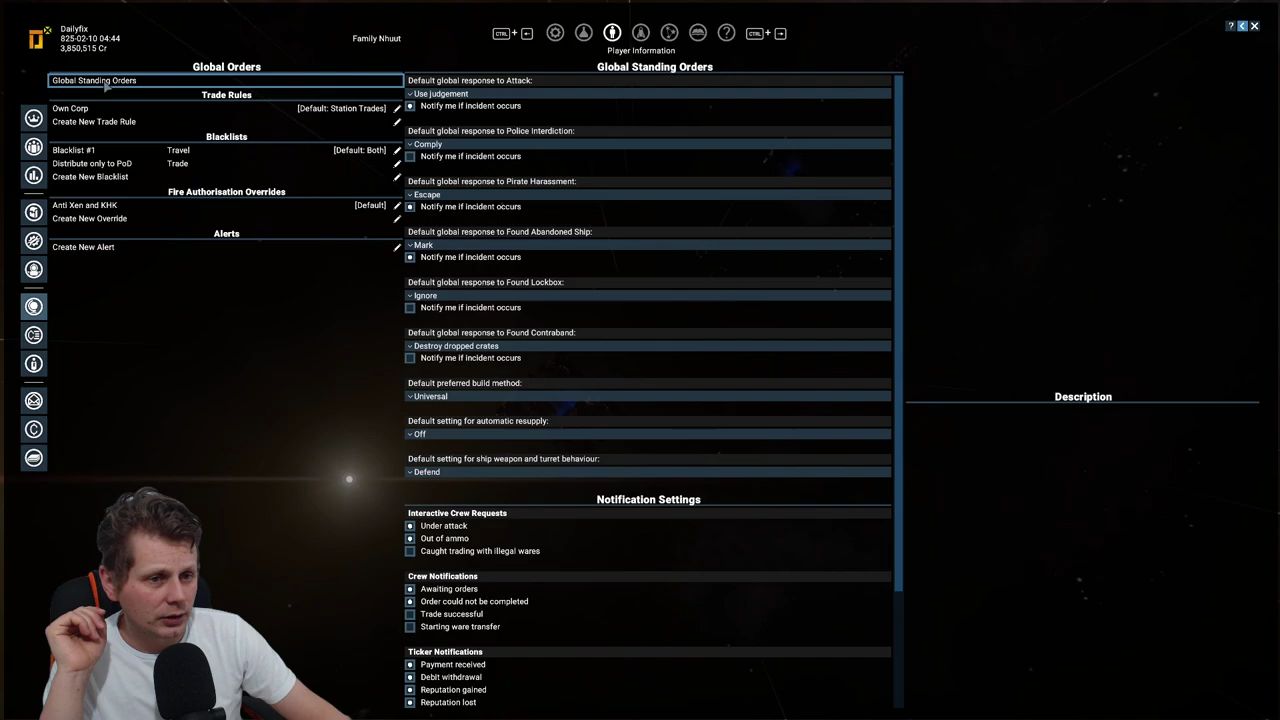 Dailyfix
825-02-10 04:44
3,850,515 Cr
Family Nhuut
CTRL +
CTRL +
Player Information
?
Global Orders
Global Standing Orders
Trade Rules
Own Corp [Default: Station Trades]
Create New Trade Rule
Blacklists
Blacklist #1 Travel [Default: Both]
Distribute only to PoD Trade
Create New Blacklist
Fire Authorisation Overrides
Anti Xen and KHK [Default]
Create New Override
Alerts
Create New Alert
Global Standing Orders
Default global response to Attack:
Use judgement
Notify me if incident occurs
Default global response to Police Interdiction:
Comply
Notify me if incident occurs
Default global response to Pirate Harassment:
Escape
Notify me if incident occurs
Default global response to Found Abandoned Ship:
Mark
Notify me if incident occurs
Default global response to Found Lockbox:
Ignore
Notify me if incident occurs
Default global response to Found Contraband:
Destroy dropped crates
Notify me if incident occurs
Default preferred build method:
Universal
Default setting for automatic resupply:
Off
Default setting for ship weapon and turret behaviour:
Defend
Notification Settings
Interactive Crew Requests
Under attack
Out of ammo
Caught trading with illegal wares
Crew Notifications
Awaiting orders
Order could not be completed
Trade successful
Starting ware transfer
Ticker Notifications
Payment received
Debit withdrawal
Reputation gained
Reputation lost
Description